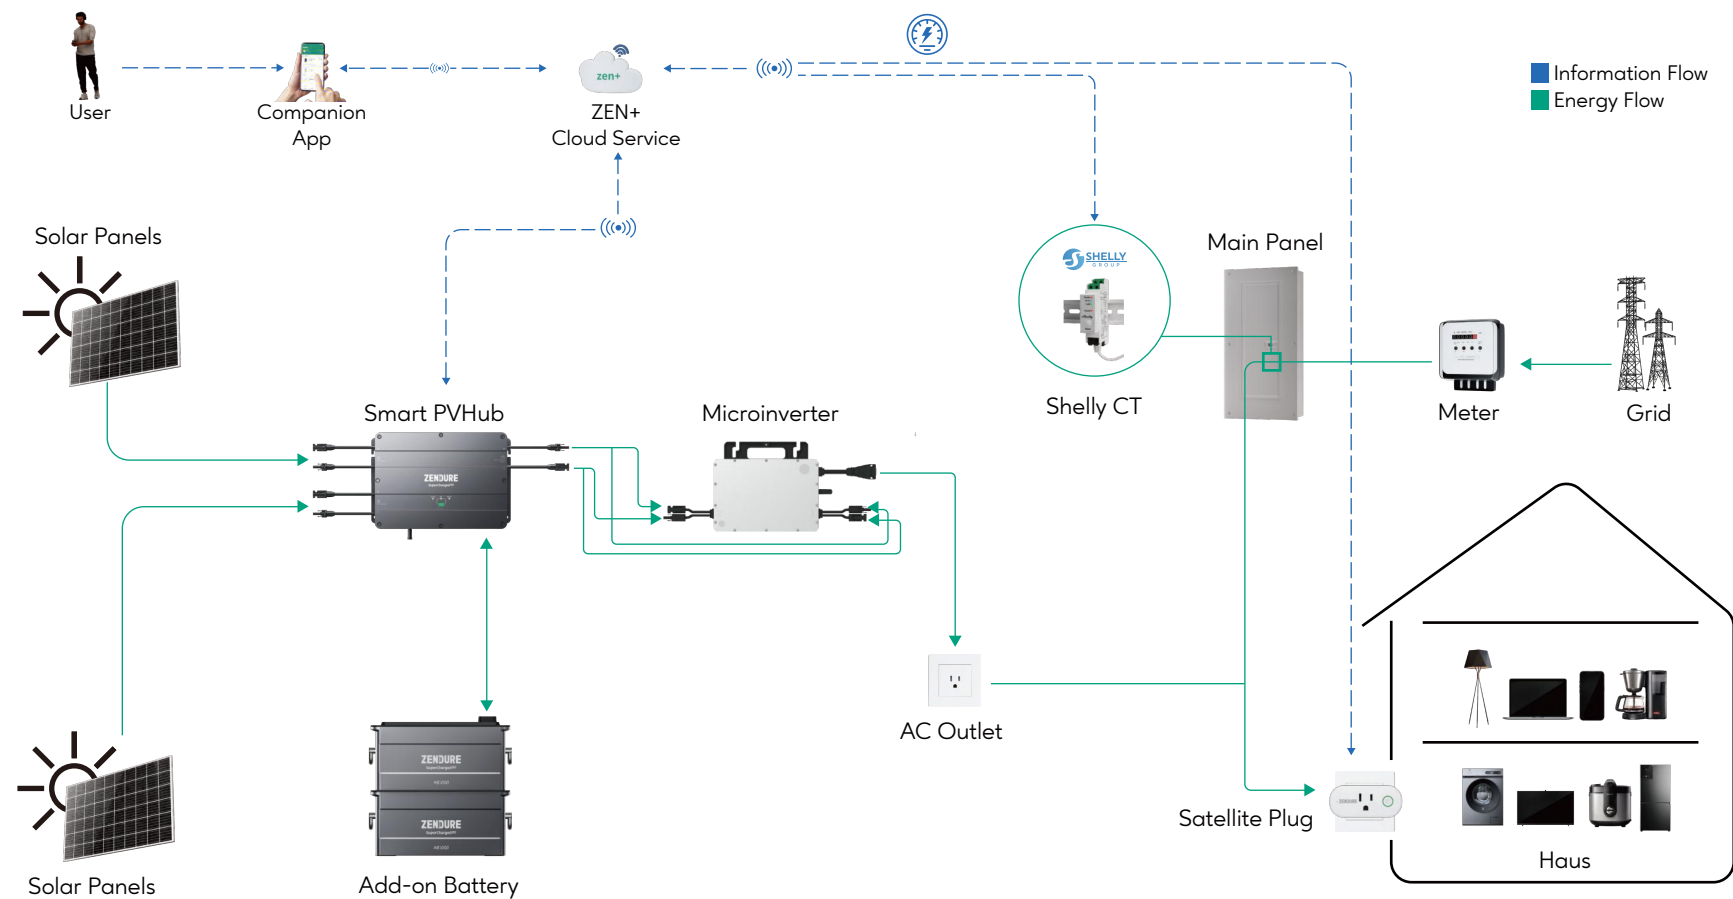 Information Flow
Energy Flow
zen+
User
Companion
App
ZEN+
Cloud Service
Solar Panels
SHELLY
GROUP
Main Panel
Smart PVHub
Microinverter
Shelly CT
Meter
Grid
ZENDURE
AC Outlet
ZENDURE
ZENDURE
Satellite Plug
Haus
Solar Panels
Add-on Battery